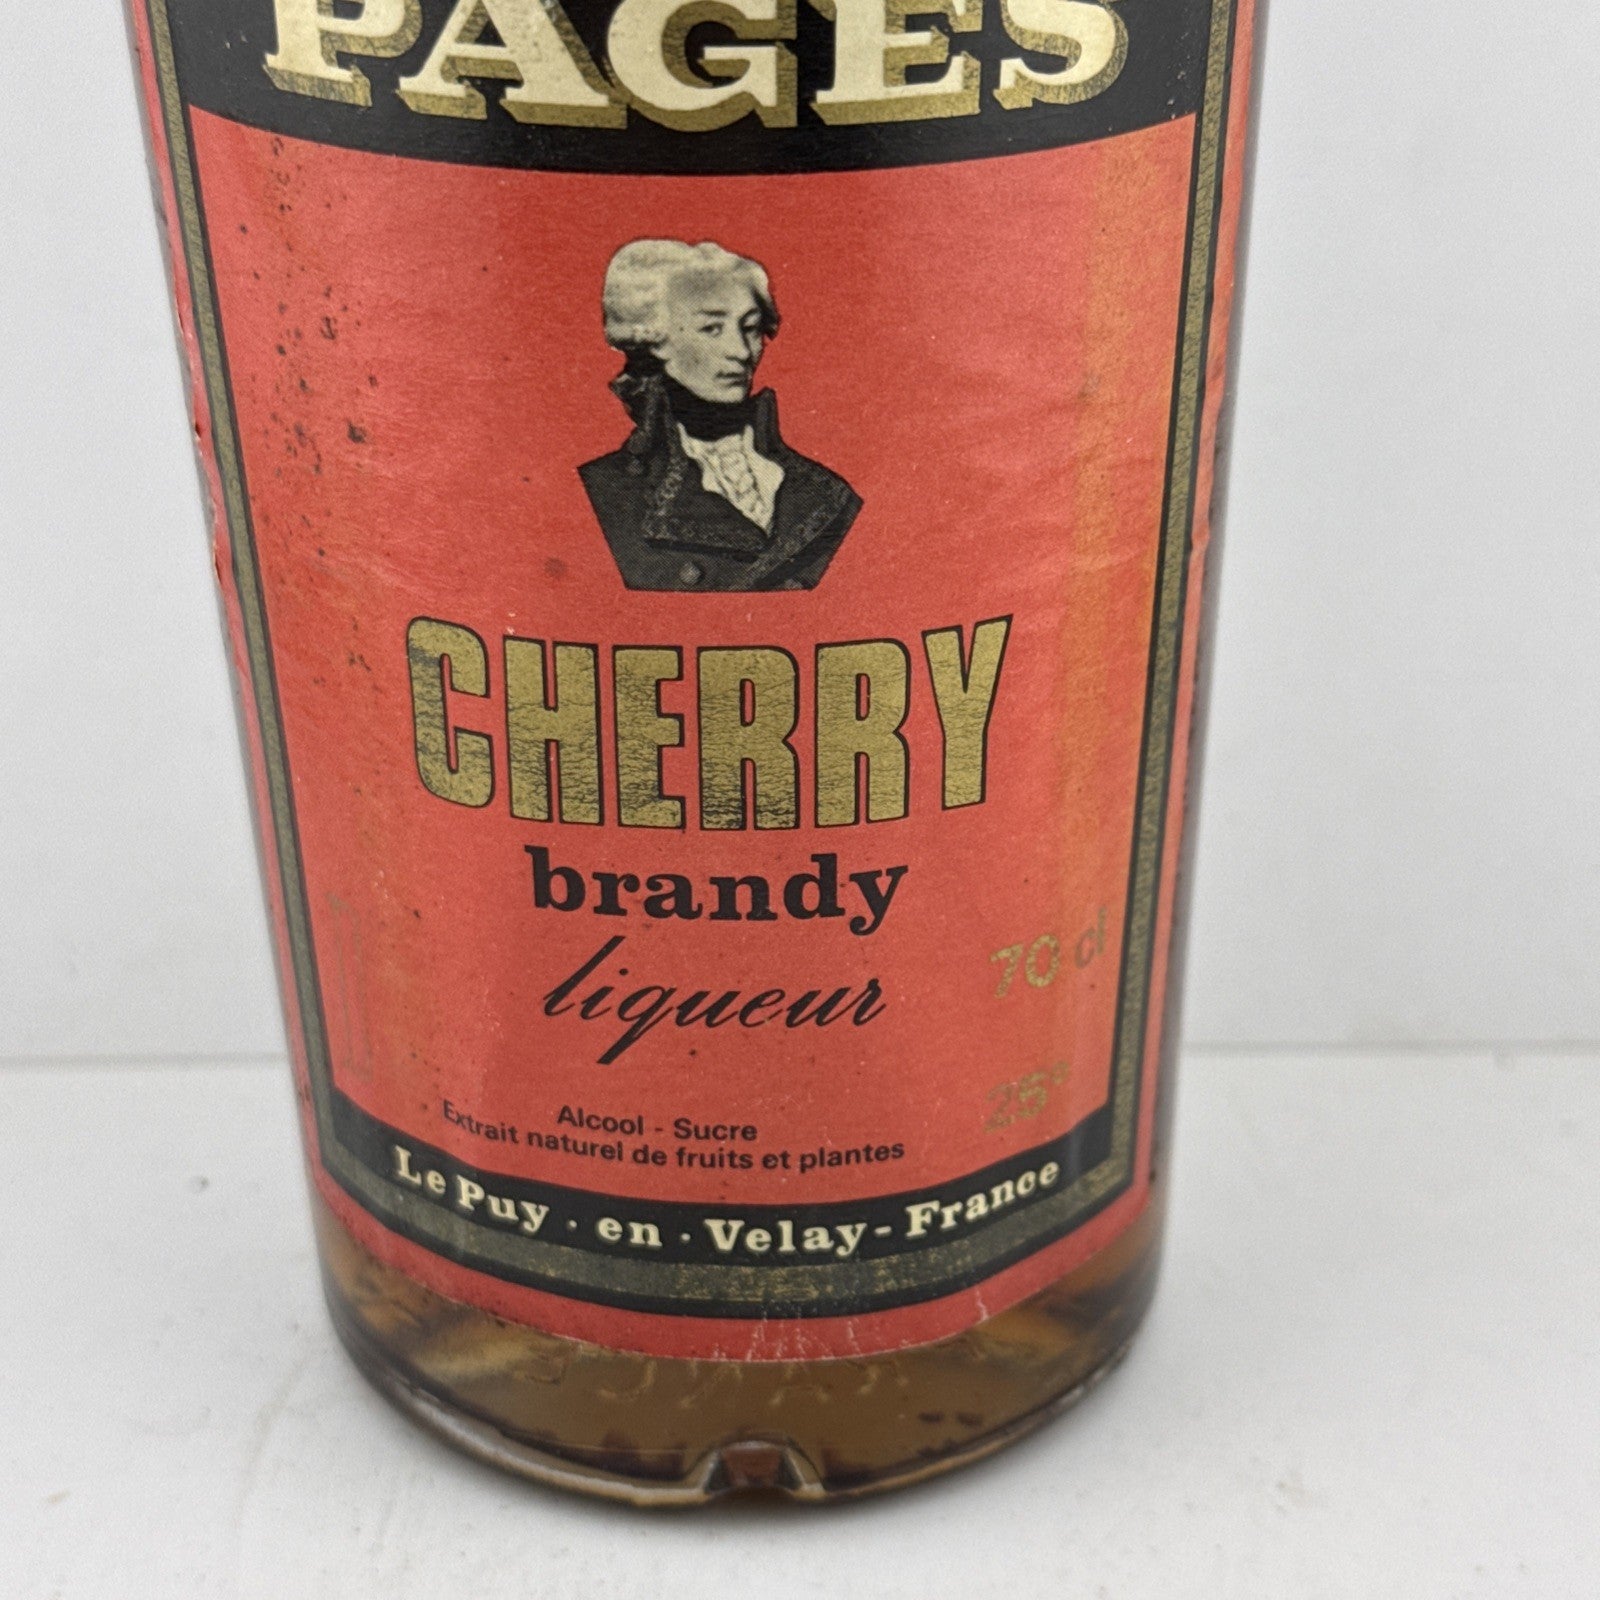 PAGES
CHERRY
brandy
liqueur
70 cl
25°
Alcool - Sucre
Extrait naturel de fruits et plantes
Le Puy · en · Velay - France
FRANCE